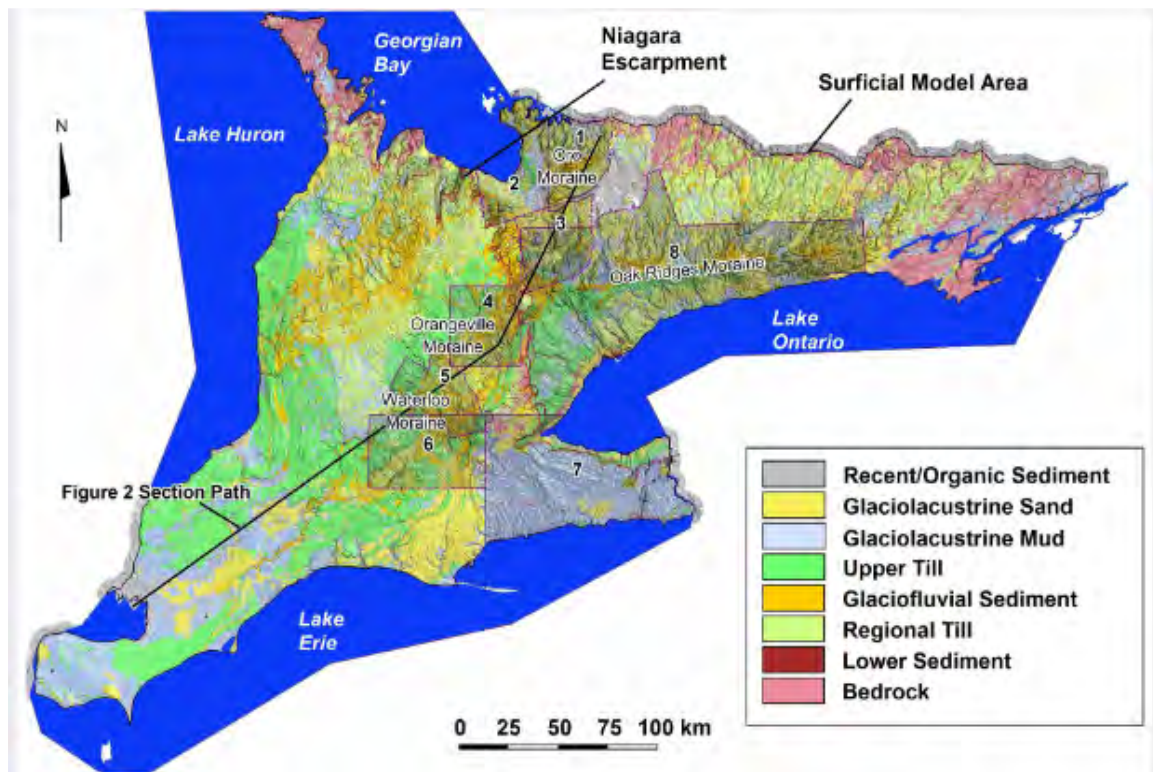 Georgian
Bay
Niagara
Escarpment
Surficial Model Area
N
Lake Huron
1
Oro
Moraine
2
3
8
Oak Ridges Moraine
4
Orangeville
Moraine
Lake
Ontario
5
Waterloo
Moraine
6
7
Figure 2 Section Path
Lake
Erie
Recent/Organic Sediment
Glaciolacustrine Sand
Glaciolacustrine Mud
Upper Till
Glaciofluvial Sediment
Regional Till
Lower Sediment
Bedrock
0 25 50 75 100 km